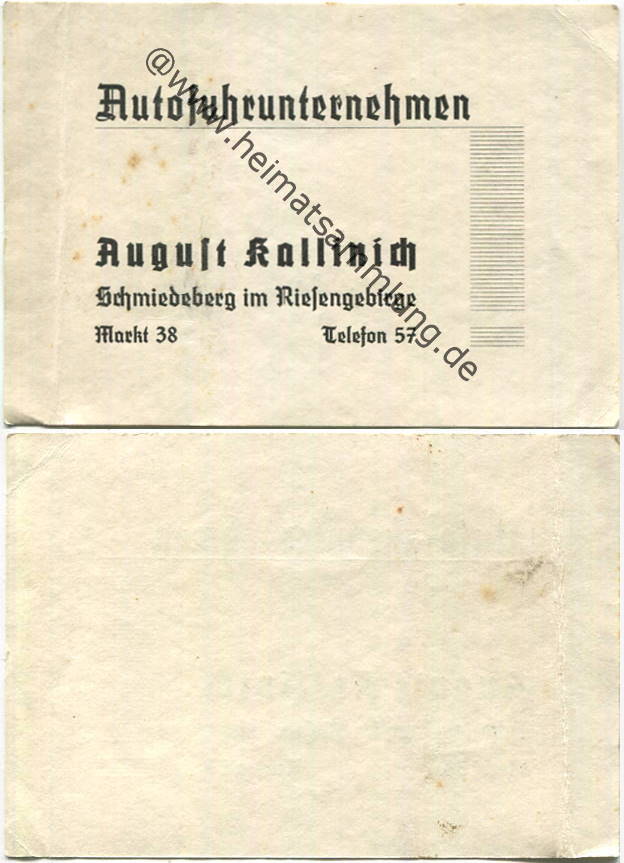 Autofuhrunternehmen
August Kallinich
Schmiedeberg im Riesengebirge
Markt 38 Telefon 57
@www.heimatsammlung.de